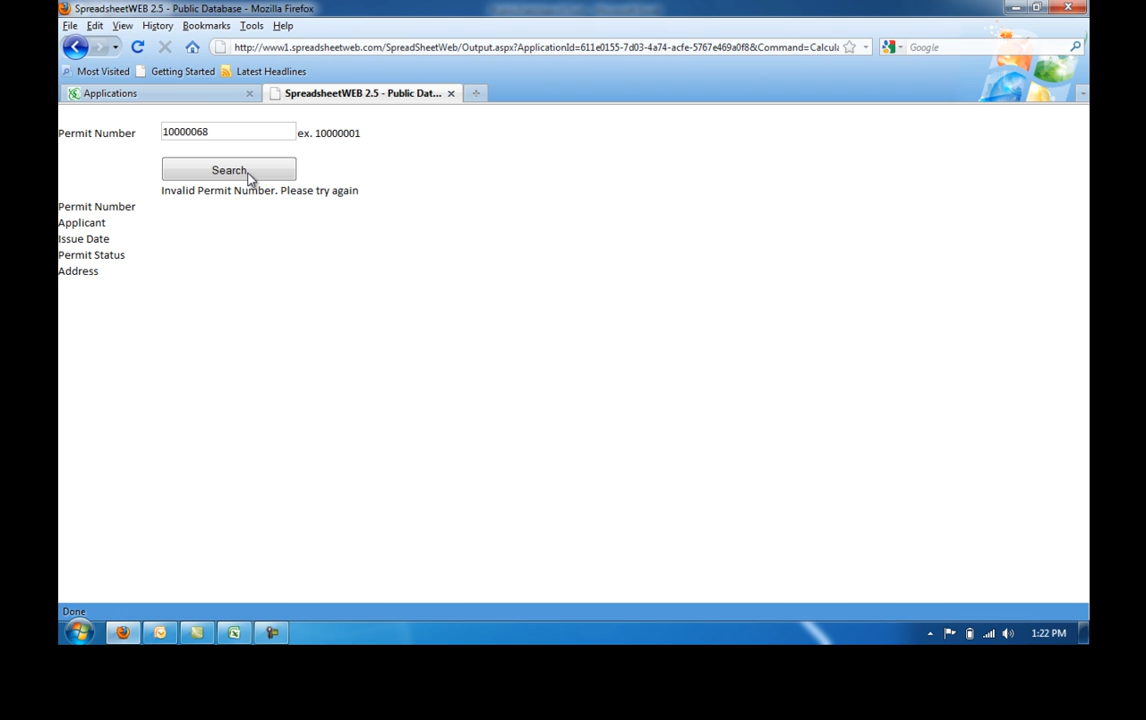 SpreadsheetWEB 2.5 - Public Database - Mozilla Firefox
File Edit View History Bookmarks Tools Help
http://www1.spreadsheetweb.com/SpreadSheetWeb/Output.aspx?ApplicationId=611e0155-7d03-4a74-acfe-5767e469a0f8&Command=Calcula Google
Most Visited Getting Started Latest Headlines
Applications SpreadsheetWEB 2.5 - Public Dat...
Permit Number 10000068 ex. 10000001
Search
Invalid Permit Number. Please try again
Permit Number
Applicant
Issue Date
Permit Status
Address
Done
1:22 PM